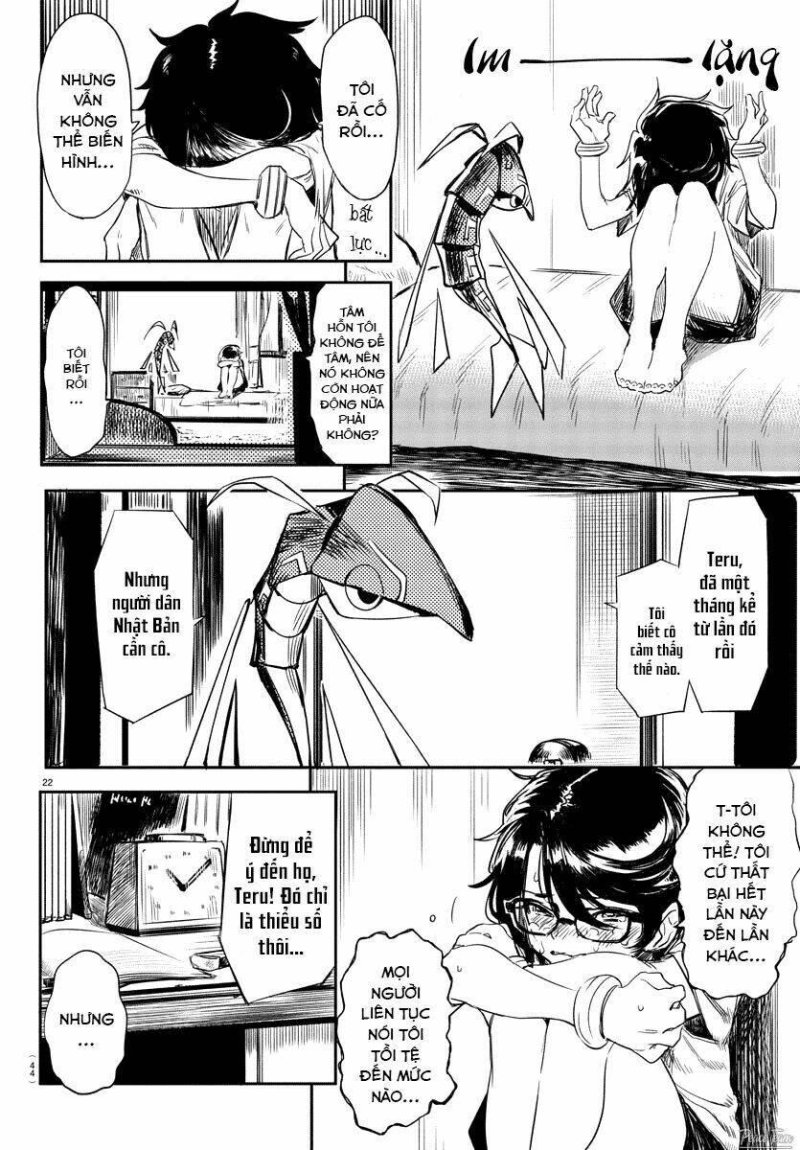 Im
lặng
TÔI
ĐÃ CỐ
RỒI...
NHƯNG
VẪN
KHÔNG
THỂ BIẾN
HÌNH...
bất
lực ...
TÂM
HỒN TÔI
KHÔNG ĐỂ
TÂM, NÊN
NÓ KHÔNG
CÓN HOẠT
ĐỘNG NỮA
PHẢI
KHÔNG?
TÔI
BIẾT
RỒI
...
Teru,
đã một
tháng kể
từ lần đó
rồi
Tôi
biết cô
cảm thấy
thế nào.
Nhưng
người dân
Nhật Bản
cần cô.
22
T-TÔI
KHÔNG
THỂ! TÔI
CỨ THẤT
BẠI HẾT
LẦN NÀY
ĐẾN LẦN
KHÁC...
MỌI
NGƯỜI
LIÊN TỤC
NÓI TÔI
TỒI TỆ
ĐẾN MỨC
NÀO...
Đừng để
ý đến họ,
Teru! Đó chỉ
là thiểu số
thôi...
NHƯNG
...
(44)